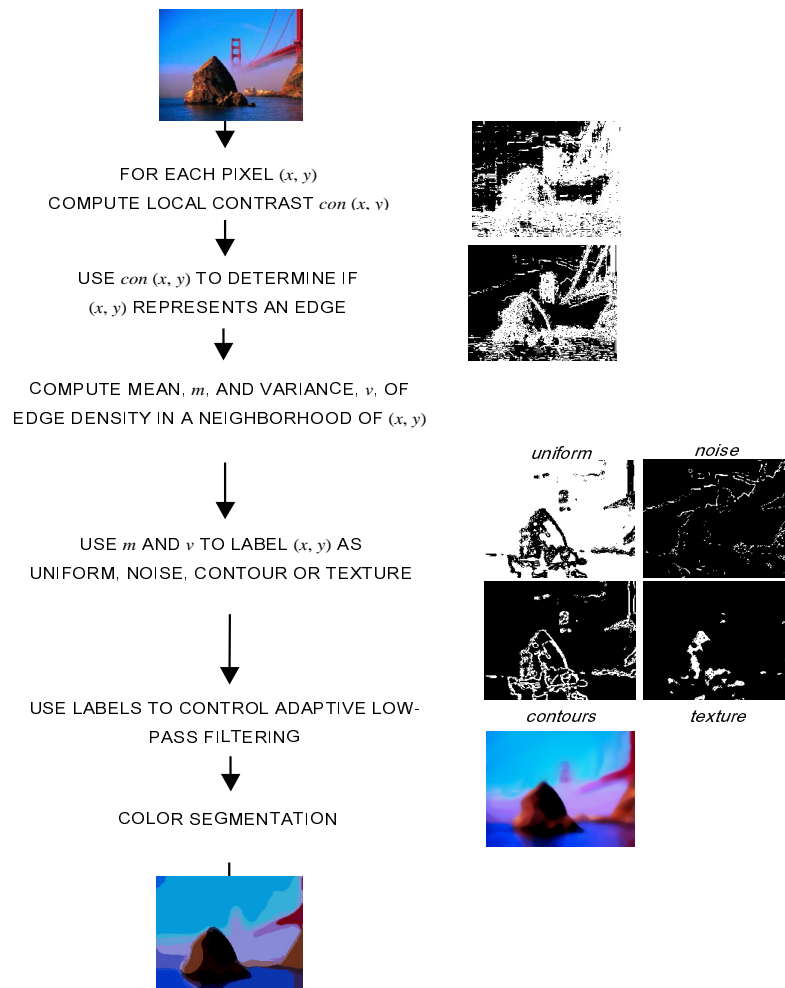 FOR EACH PIXEL (x, y)
COMPUTE LOCAL CONTRAST con (x, y)
USE con (x, y) TO DETERMINE IF
(x, y) REPRESENTS AN EDGE
COMPUTE MEAN, m, AND VARIANCE, v, OF
EDGE DENSITY IN A NEIGHBORHOOD OF (x, y)
uniform
noise
USE m AND v TO LABEL (x, y) AS
UNIFORM, NOISE, CONTOUR OR TEXTURE
USE LABELS TO CONTROL ADAPTIVE LOW-
PASS FILTERING
contours
texture
COLOR SEGMENTATION